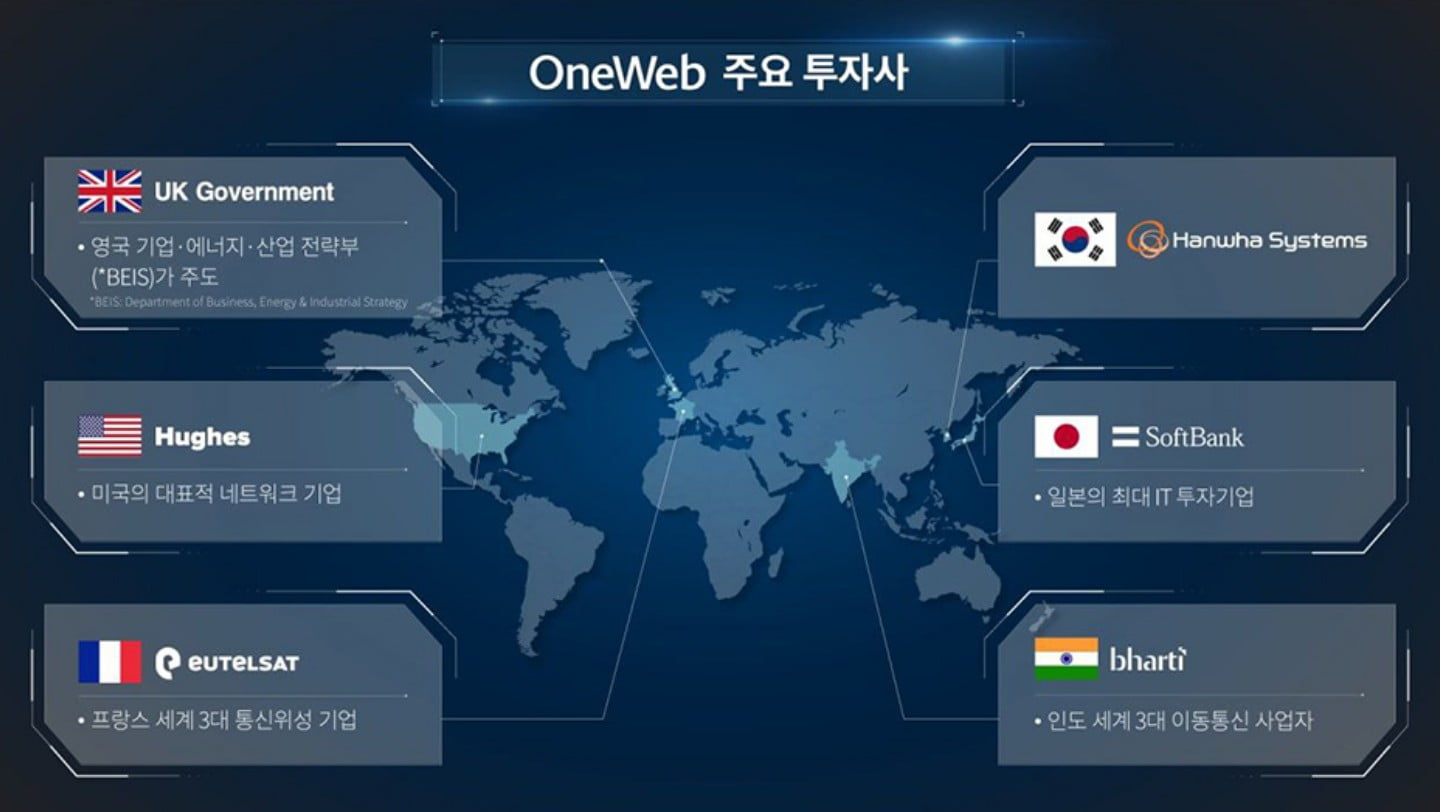 OneWeb 주요 투자사
UK Government
• 영국 기업·에너지·산업 전략부
(*BEIS)가 주도
*BEIS: Department of Business, Energy & Industrial Strategy
Hanwha Systems
Hughes
• 미국의 대표적 네트워크 기업
SoftBank
• 일본의 최대 IT 투자기업
eutelsat
• 프랑스 세계 3대 통신위성 기업
bharti
• 인도 세계 3대 이동통신 사업자